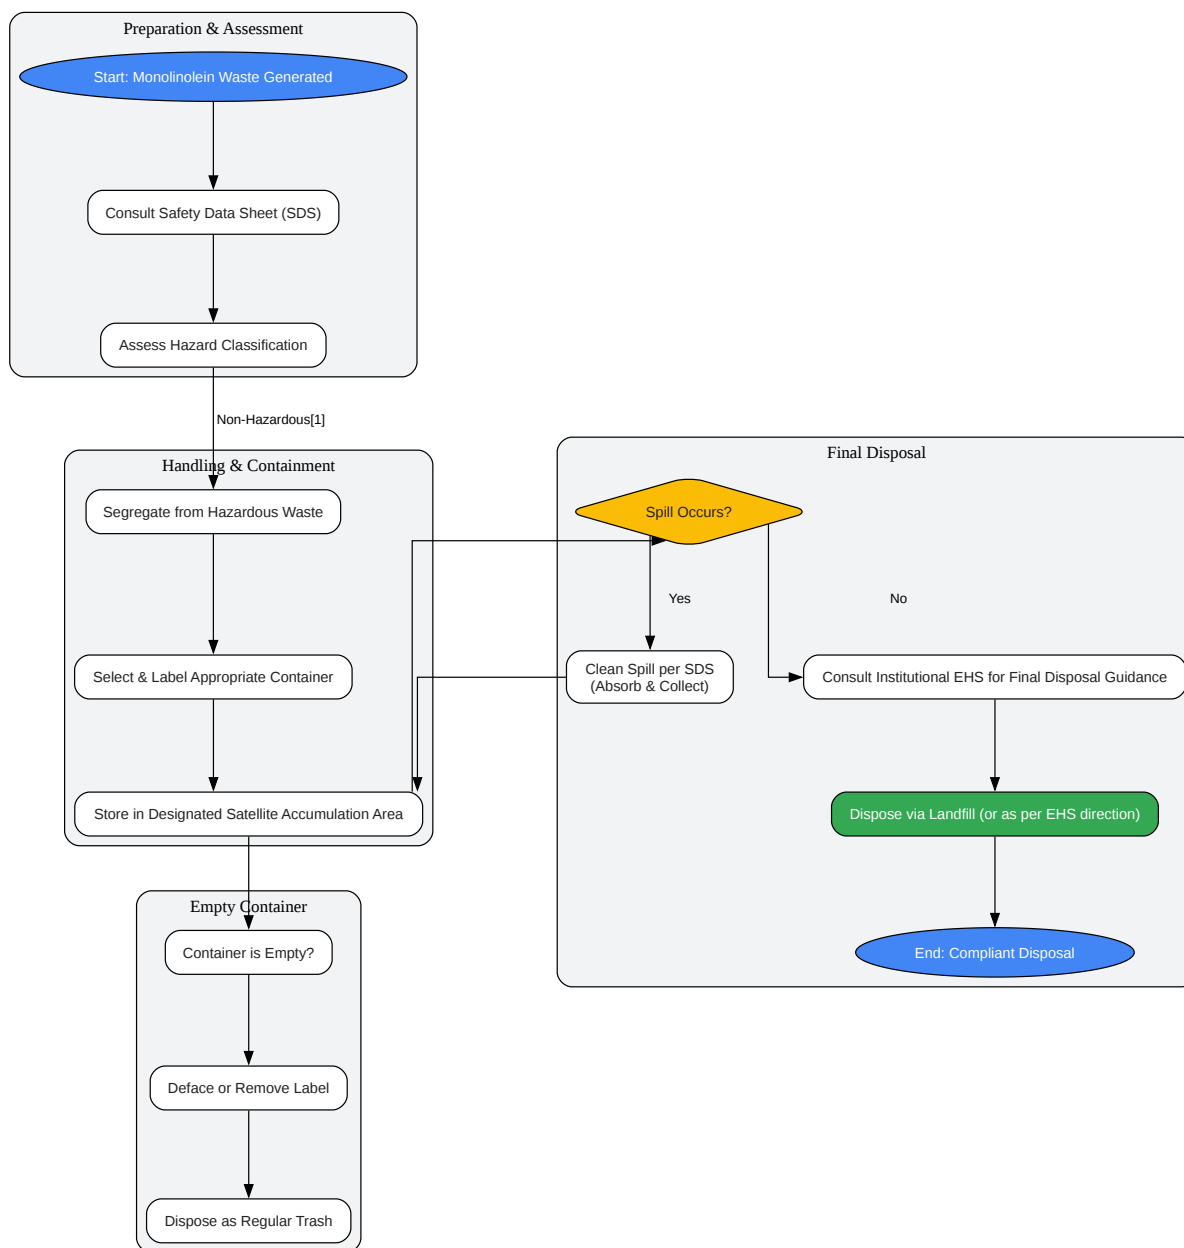 Preparation & Assessment
Start: Monolinolein Waste Generated
Consult Safety Data Sheet (SDS)
Assess Hazard Classification
Non-Hazardous[1]
Handling & Containment
Segregate from Hazardous Waste
Select & Label Appropriate Container
Store in Designated Satellite Accumulation Area
Final Disposal
Spill Occurs?
Yes
No
Clean Spill per SDS
(Absorb & Collect)
Consult Institutional EHS for Final Disposal Guidance
Dispose via Landfill (or as per EHS direction)
End: Compliant Disposal
Empty Container
Container is Empty?
Deface or Remove Label
Dispose as Regular Trash